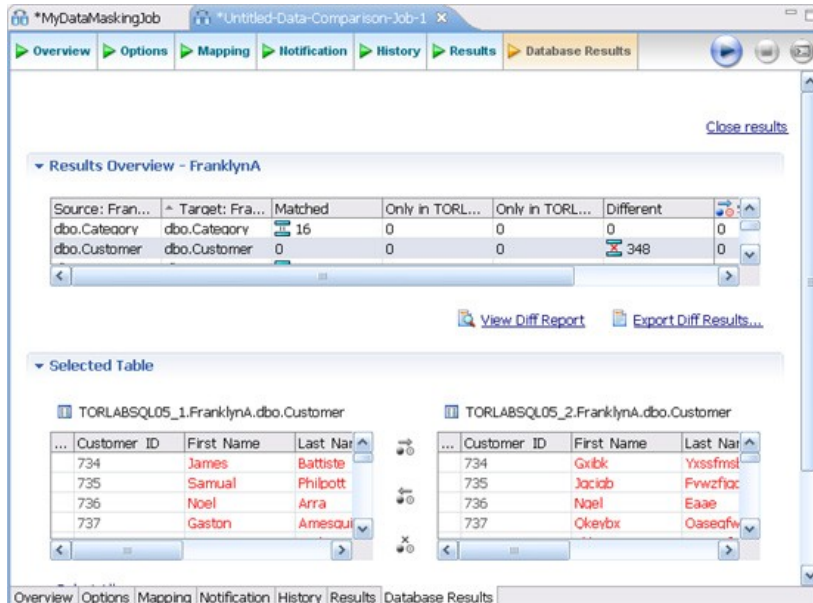 *MyDataMaskingJob *Untitled-Data-Comparison-Job-1
Overview Options Mapping Notification History Results Database Results
Close results
Results Overview - FranklynA
Source: Fran... Target: Fra... Matched Only in TORL... Only in TORL... Different
dbo.Category dbo.Category 16 0 0 0 0
dbo.Customer dbo.Customer 0 0 0 348 0
View Diff Report Export Diff Results...
Selected Table
TORLABSQL05_1.FranklynA.dbo.Customer TORLABSQL05_2.FranklynA.dbo.Customer
... Customer ID First Name Last Nar ... Customer ID First Name Last Nar
734 James Battiste 734 Gxibk Yxssfmsl
735 Samual Philpott 735 Jqciqb
736 Noel Arra 736 Nqel Eaae
737 Gaston Amesqui 737 Qkeybx Oaseqfw
Overview Options Mapping Notification History Results Database Results